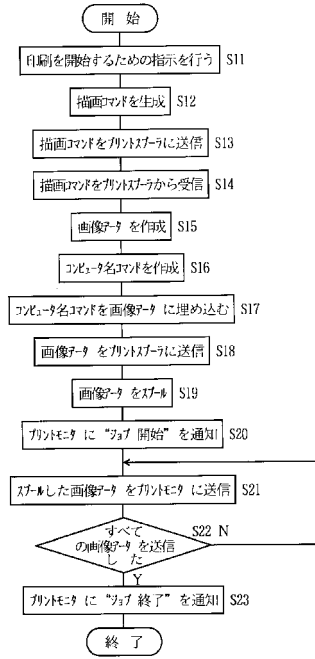 開 始
印刷を開始するための指示を行う S11
描画ｺﾏﾝﾄﾞを生成 S12
描画ｺﾏﾝﾄﾞをﾌﾟﾘﾝﾄｽﾌﾟｰﾗに送信 S13
描画ｺﾏﾝﾄﾞをﾌﾟﾘﾝﾄｽﾌﾟｰﾗから受信 S14
画像ﾃﾞｰﾀ を作成 S15
ｺﾝﾋﾟｭｰﾀ名ｺﾏﾝﾄﾞを作成 S16
ｺﾝﾋﾟｭｰﾀ名ｺﾏﾝﾄﾞを画像ﾃﾞｰﾀ に埋め込む S17
画像ﾃﾞｰﾀ をﾌﾟﾘﾝﾄｽﾌﾟｰﾗに送信 S18
画像ﾃﾞｰﾀ をｽﾌﾟｰﾙ S19
ﾌﾟﾘﾝﾄﾓﾆﾀ に“ｼﾞｮﾌﾞ 開始”を通知 S20
ｽﾌﾟｰﾙした画像ﾃﾞｰﾀ をﾌﾟﾘﾝﾄﾓﾆﾀ に送信 S21
すべて S22 N
の画像ﾃﾞｰﾀ を送信
した
Y
ﾌﾟﾘﾝﾄﾓﾆﾀ に“ｼﾞｮﾌﾞ 終了”を通知 S23
終 了